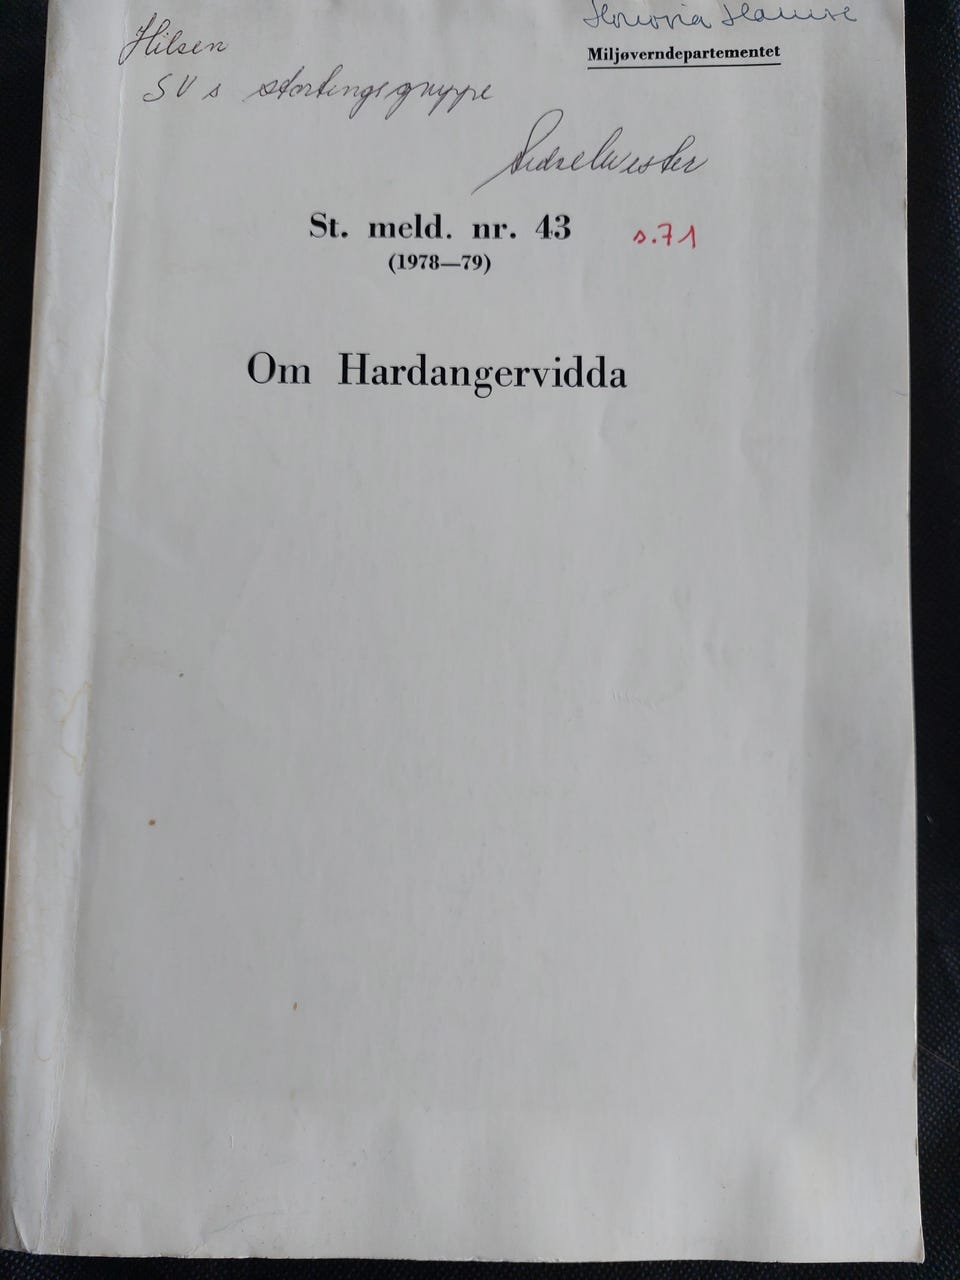 Miljøverndepartementet
Hilsen
SV s stortingsgruppe
St. meld. nr. 43
s.71
(1978—79)
Om Hardangervidda